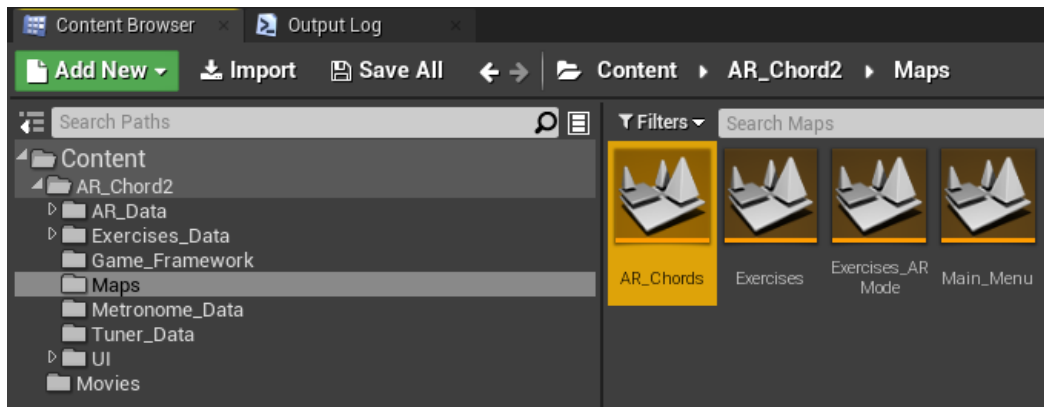 Content Browser Output Log
Add New Import Save All Content AR_Chord2 Maps
Search Paths Filters Search Maps
Content
AR_Chord2
AR_Data
Exercises_Data
Game_Framework
Maps
Metronome_Data
Tuner_Data
UI
Movies
AR_Chords Exercises Exercises_AR Main_Menu
Mode